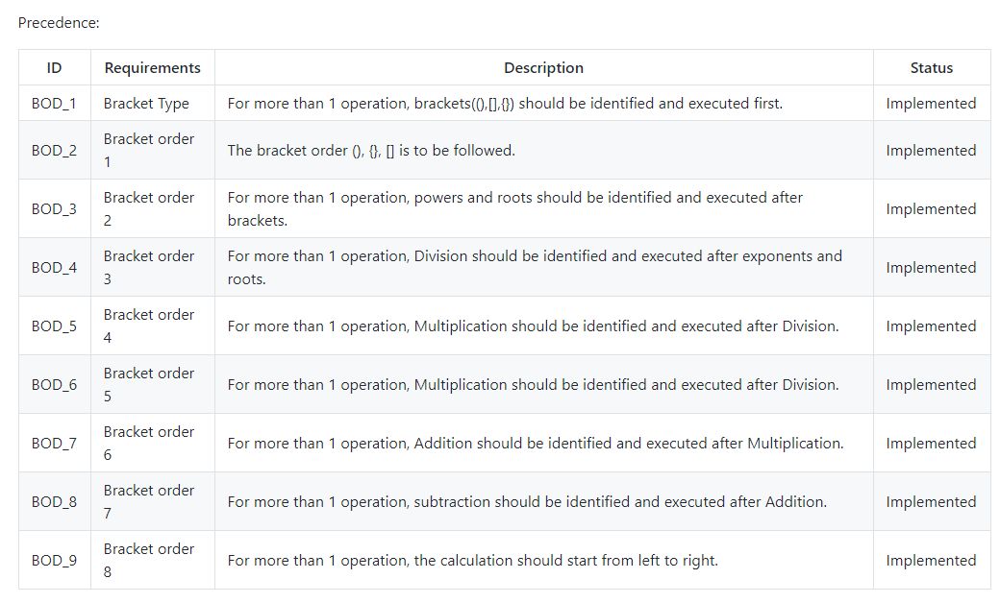 Precedence:
ID Requirements Description Status
BOD_1 Bracket Type For more than 1 operation, brackets((),[],{}) should be identified and executed first. Implemented
BOD_2 Bracket order 1 The bracket order (), {}, [] is to be followed. Implemented
BOD_3 Bracket order 2 For more than 1 operation, powers and roots should be identified and executed after brackets. Implemented
BOD_4 Bracket order 3 For more than 1 operation, Division should be identified and executed after exponents and roots. Implemented
BOD_5 Bracket order 4 For more than 1 operation, Multiplication should be identified and executed after Division. Implemented
BOD_6 Bracket order 5 For more than 1 operation, Multiplication should be identified and executed after Division. Implemented
BOD_7 Bracket order 6 For more than 1 operation, Addition should be identified and executed after Multiplication. Implemented
BOD_8 Bracket order 7 For more than 1 operation, subtraction should be identified and executed after Addition. Implemented
BOD_9 Bracket order 8 For more than 1 operation, the calculation should start from left to right. Implemented